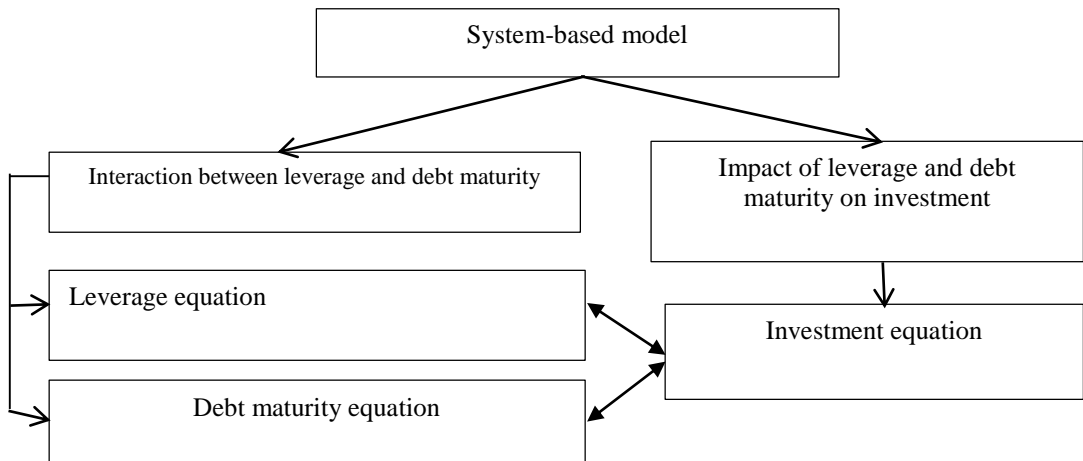 System-based model
Interaction between leverage and debt maturity
Impact of leverage and debt
maturity on investment
Leverage equation
Investment equation
Debt maturity equation